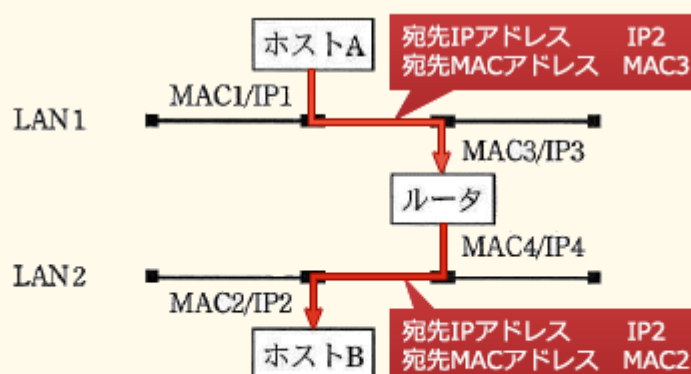 ホストA
宛先IPアドレス IP2
宛先MACアドレス MAC3
MAC1/IP1
LAN1
MAC3/IP3
ルータ
MAC4/IP4
LAN2
MAC2/IP2
ホストB
宛先IPアドレス IP2
宛先MACアドレス MAC2